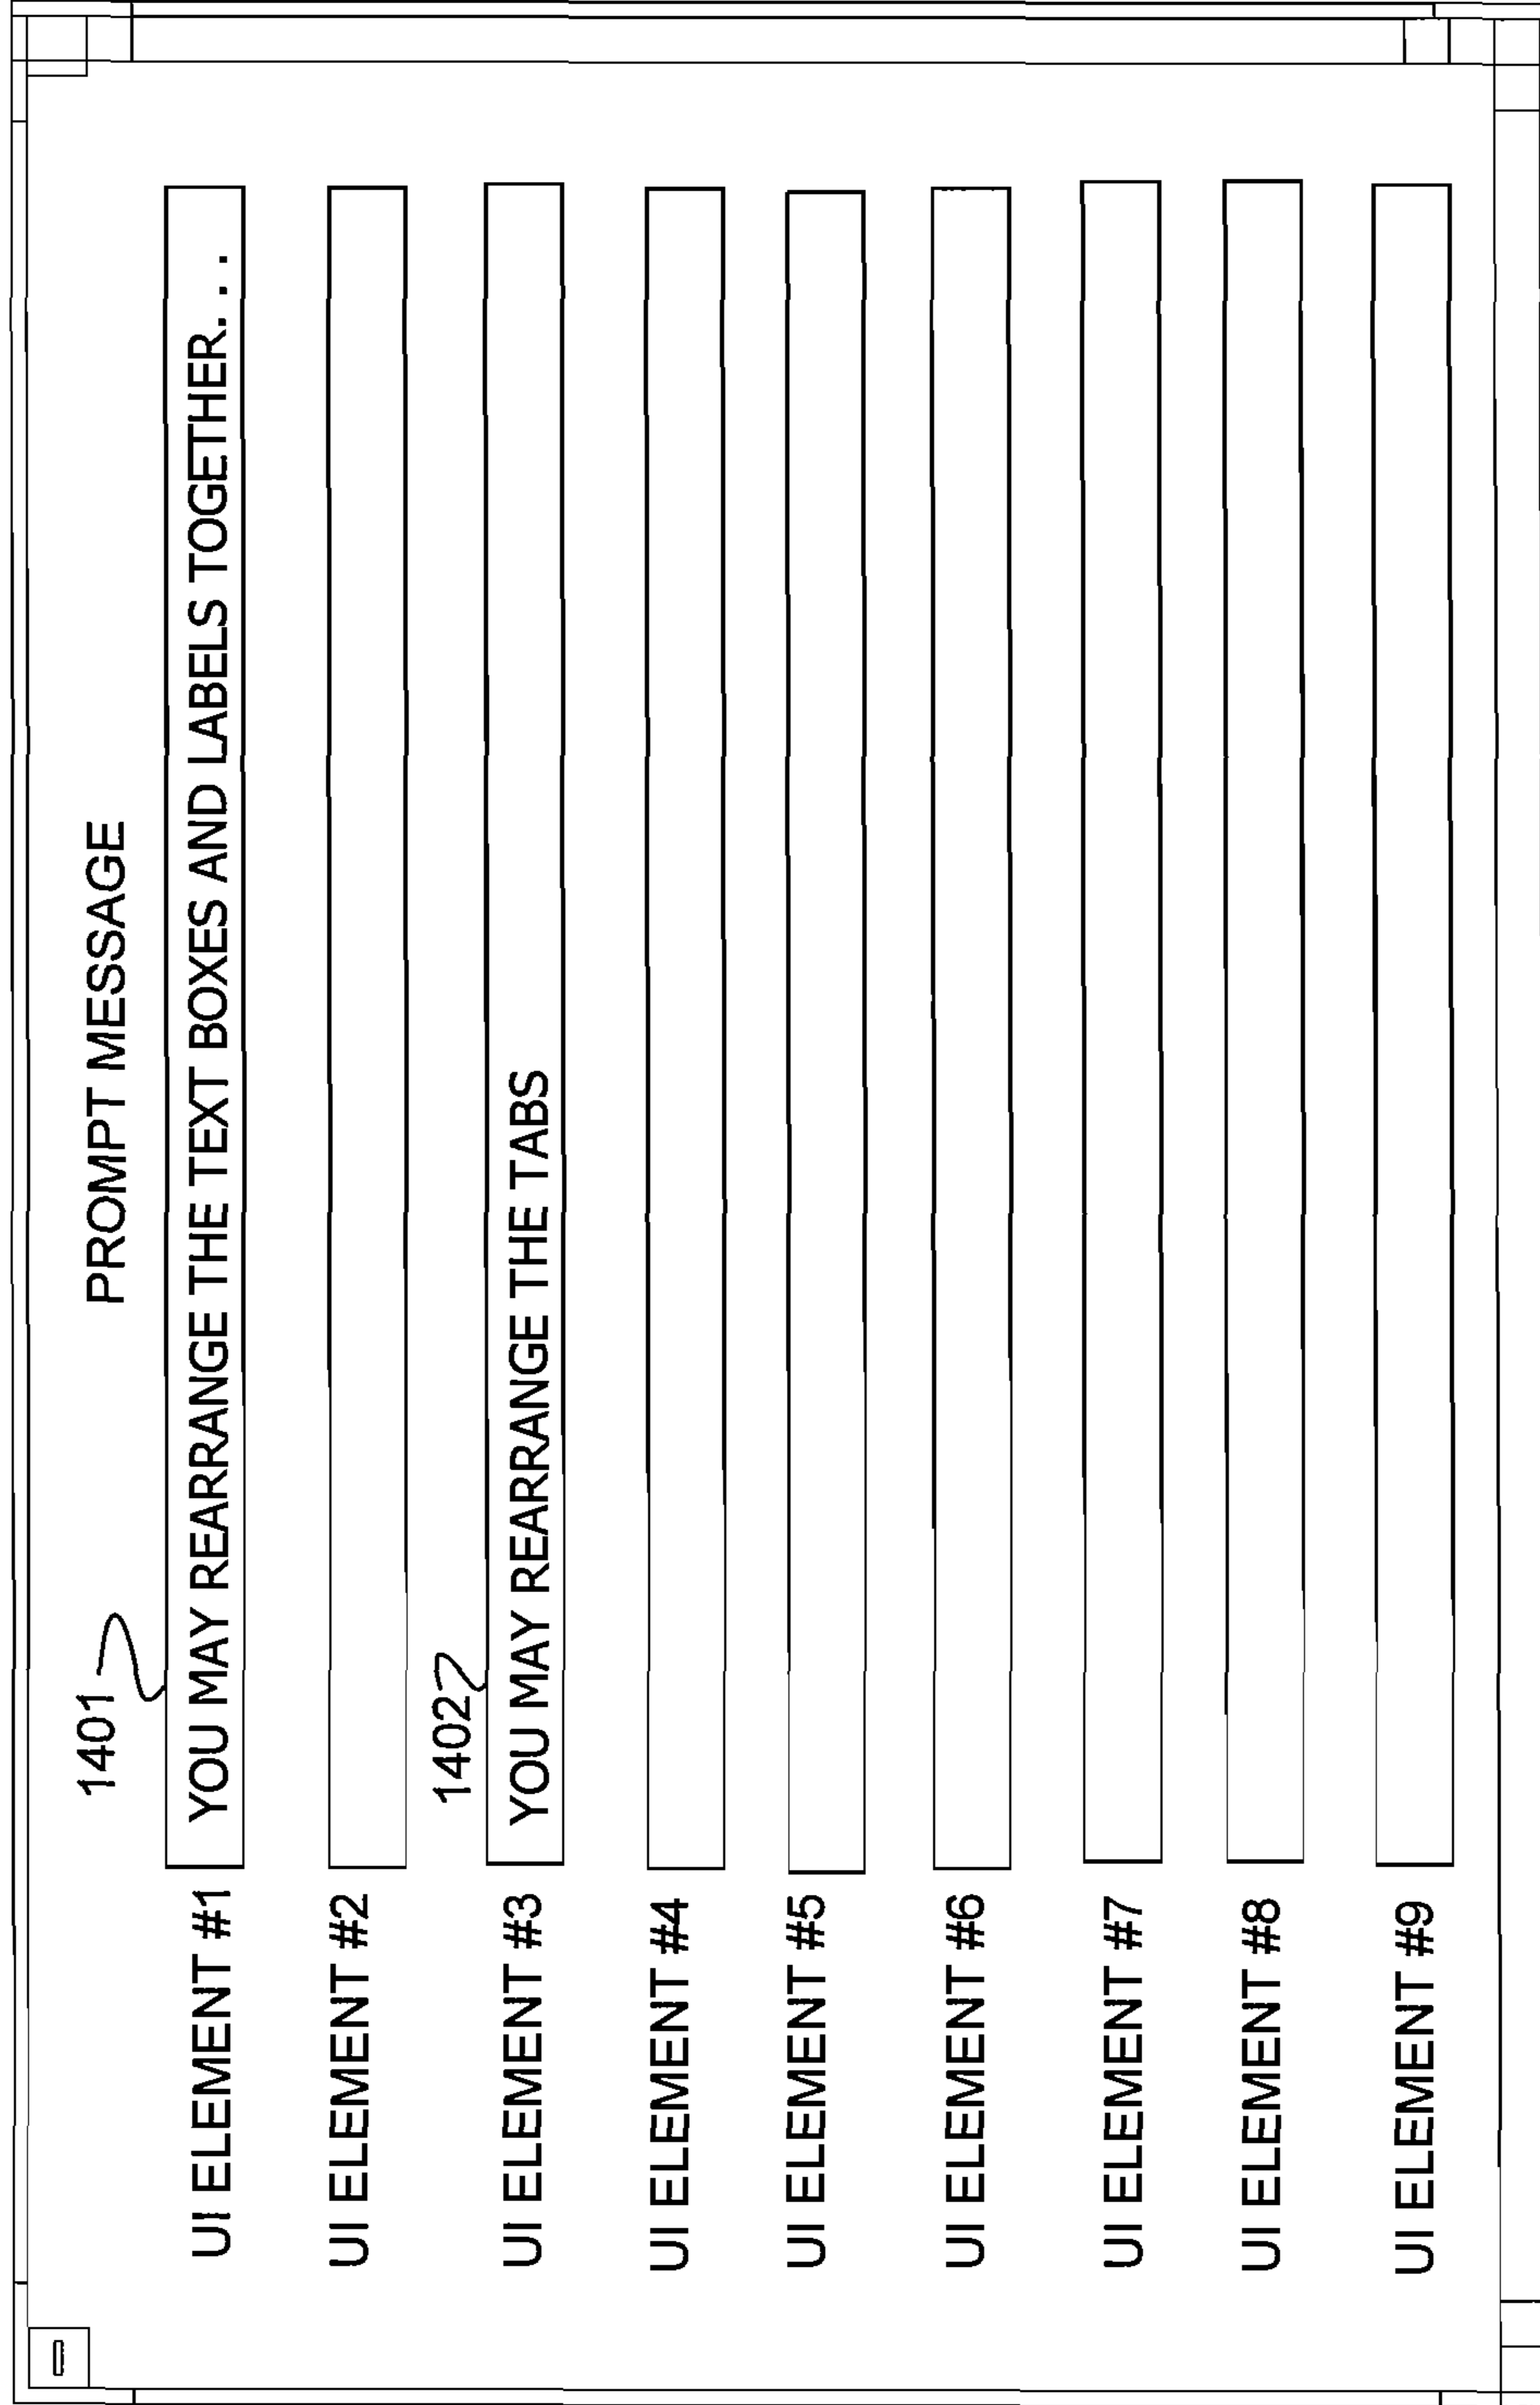 PROMPT MESSAGE
1401
UI ELEMENT #1 YOU MAY REARRANGE THE TEXT BOXES AND LABELS TOGETHER. . .
UI ELEMENT #2
1402
UI ELEMENT #3 YOU MAY REARRANGE THE TABS
UI ELEMENT #4
UI ELEMENT #5
UI ELEMENT #6
UI ELEMENT #7
UI ELEMENT #8
UI ELEMENT #9